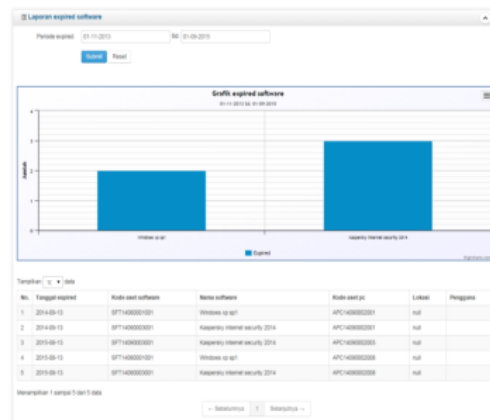 Laporan expired software
Periode expired 01-11-2013 Sd. 01-09-2015
Submit Reset
Grafik expired software
01-11-2013 Sd. 01-09-2015
4
3
2
1
0
Jumlah
Windows xp sp1 Kaspersky internet security 2014
Expired
Tampilkan 10 data
No. Tanggal expired Kode aset software Nama software Kode aset pc Lokasi Pengguna
1 2014-09-13 SFT14090001001 Windows xp sp1 APC14090002001 null
2 2014-09-13 SFT14090003001 Kaspersky internet security 2014 APC14090002001 null
3 2015-09-13 SFT14090003001 Kaspersky internet security 2014 APC14090002003 null
4 2015-09-13 SFT14090001001 Windows xp sp1 APC14090002008 null
5 2015-09-13 SFT14090003001 Kaspersky internet security 2014 APC14090002008 null
Menampilkan 1 sampai 5 dari 5 data
← Sebelumnya 1 Selanjutnya →